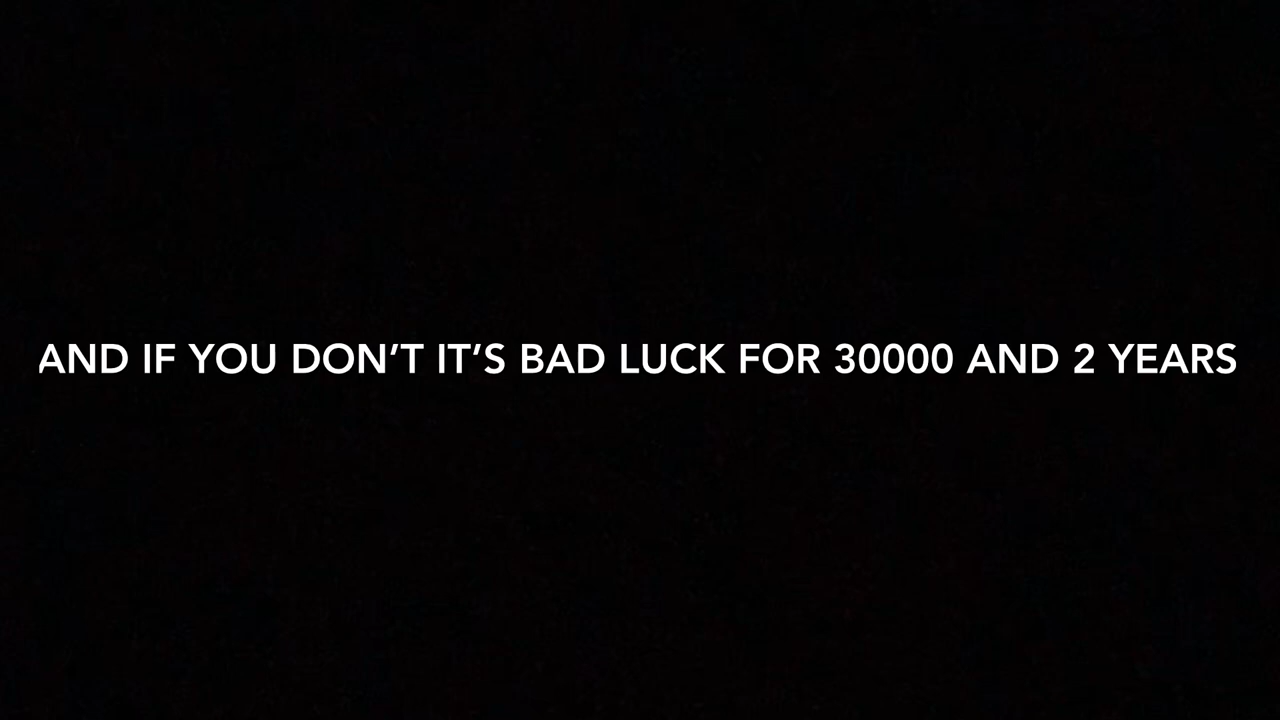 AND IF YOU DON’T IT’S BAD LUCK FOR 30000 AND 2 YEARS